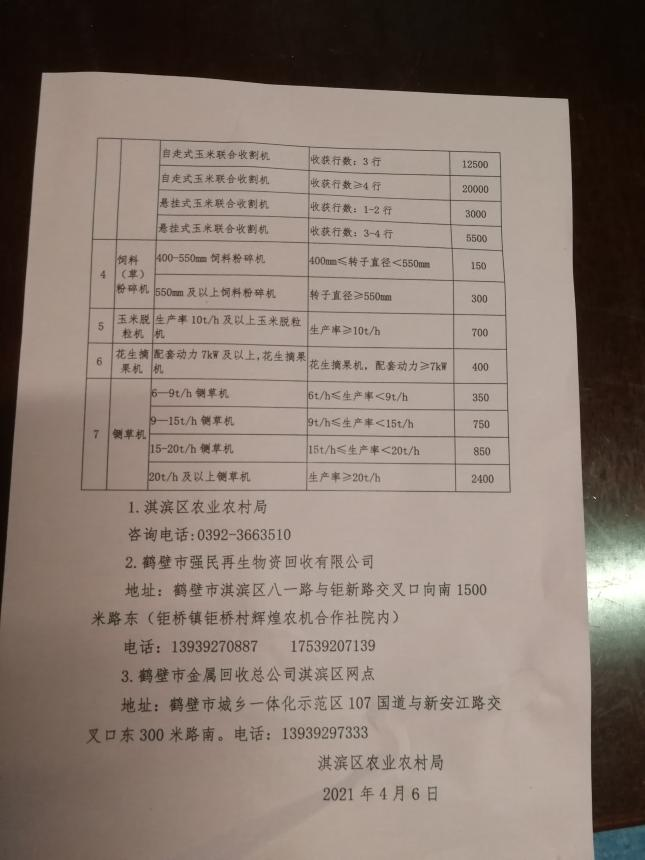 自走式玉米联合收割机 收获行数：3行 12500
自走式玉米联合收割机 收获行数≥4行 20000
悬挂式玉米联合收割机 收获行数：1-2行 3000
悬挂式玉米联合收割机 收获行数：3-4行 5500
4 饲料（草）粉碎机 400-550mm饲料粉碎机 400mm≤转子直径＜550mm 150
550mm及以上饲料粉碎机 转子直径≥550mm 300
5 玉米脱粒机 生产率10t/h及以上玉米脱粒机 生产率≥10t/h 700
6 花生摘果机 配套动力7kW及以上,花生摘果机 花生摘果机，配套动力≥7kW 400
7 铡草机 6—9t/h铡草机 6t/h≤生产率＜9t/h 350
9—15t/h铡草机 9t/h≤生产率＜15t/h 750
15-20t/h铡草机 15t/h≤生产率＜20t/h 850
20t/h及以上铡草机 生产率≥20t/h 2400
1.淇滨区农业农村局
咨询电话:0392-3663510
2.鹤壁市强民再生物资回收有限公司
地址：鹤壁市淇滨区八一路与钜新路交叉口向南1500
米路东（钜桥镇钜桥村辉煌农机合作社院内）
电话：13939270887 17539207139
3.鹤壁市金属回收总公司淇滨区网点
地址：鹤壁市城乡一体化示范区107国道与新安江路交
叉口东300米路南。电话：13939297333
淇滨区农业农村局
2021年4月6日